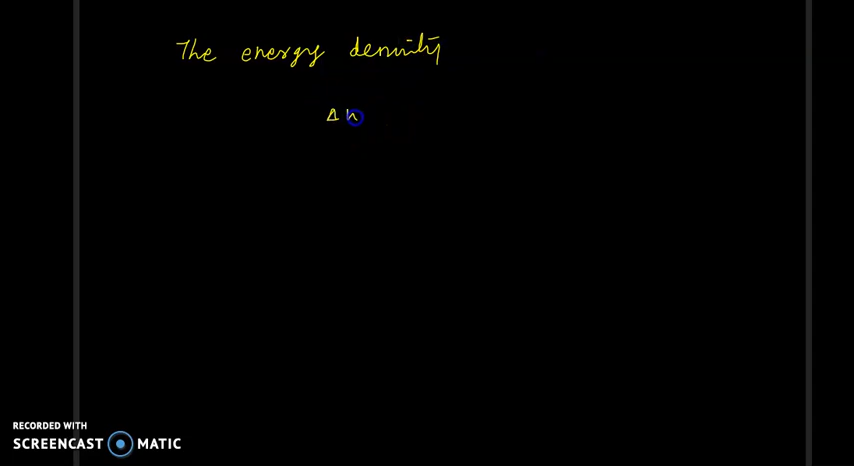 The energy density
Δ h
RECORDED WITH
SCREENCAST MATIC